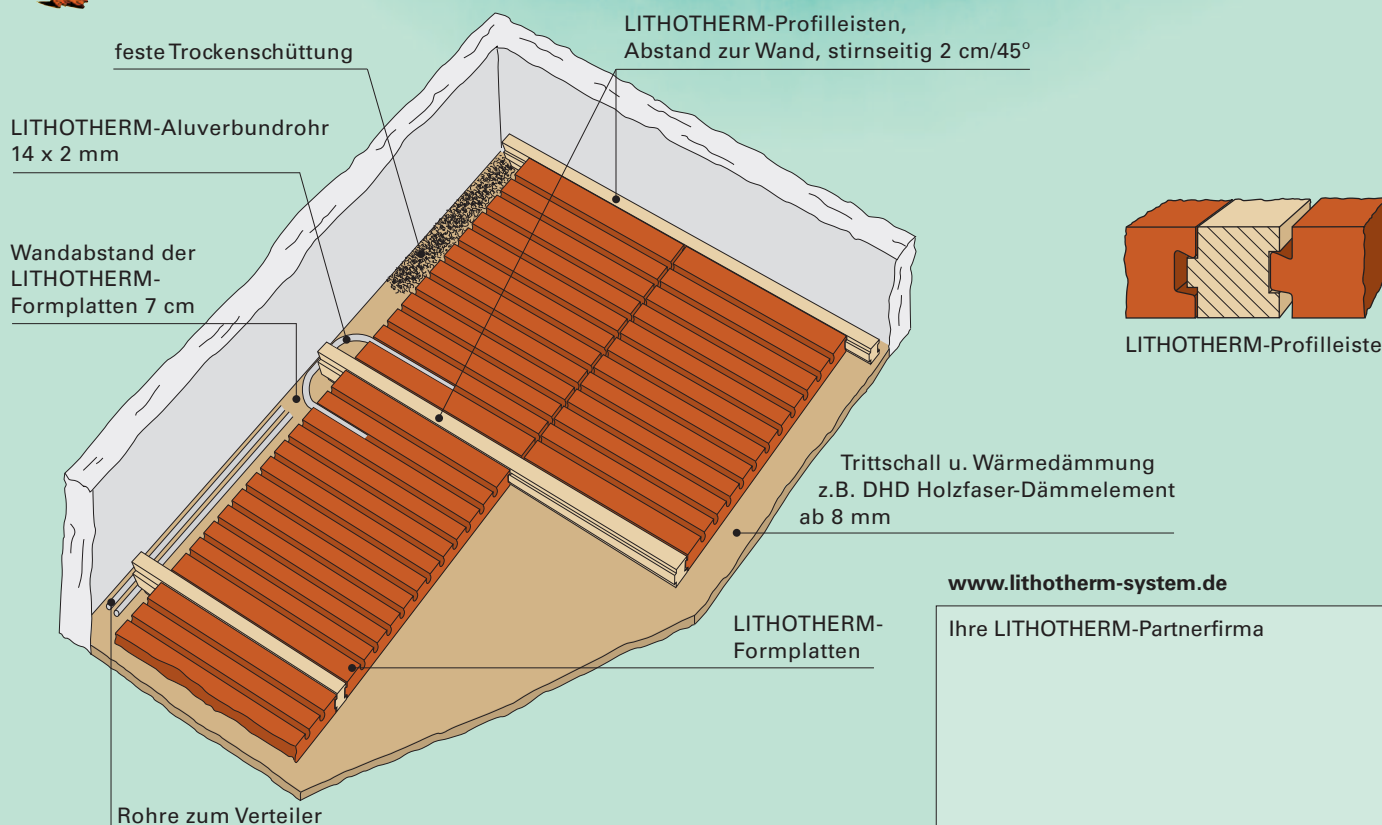 LITHOTHERM-Profilleisten,
Abstand zur Wand, stirnseitig 2 cm/45°
feste Trockenschüttung
LITHOTHERM-Aluverbundrohr
14 x 2 mm
Wandabstand der
LITHOTHERM-
Formplatten 7 cm
LITHOTHERM-Profilleiste
Trittschall u. Wärmedämmung
z.B. DHD Holzfaser-Dämmelement
ab 8 mm
www.lithotherm-system.de
Ihre LITHOTHERM-Partnerfirma
LITHOTHERM-
Formplatten
Rohre zum Verteiler